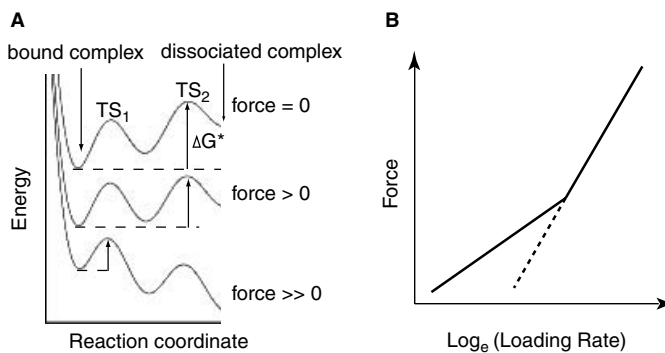 A
bound complex
dissociated complex
TS1
TS2
force = 0
ΔG*
force > 0
force >> 0
Energy
Reaction coordinate
B
Force
Loge (Loading Rate)